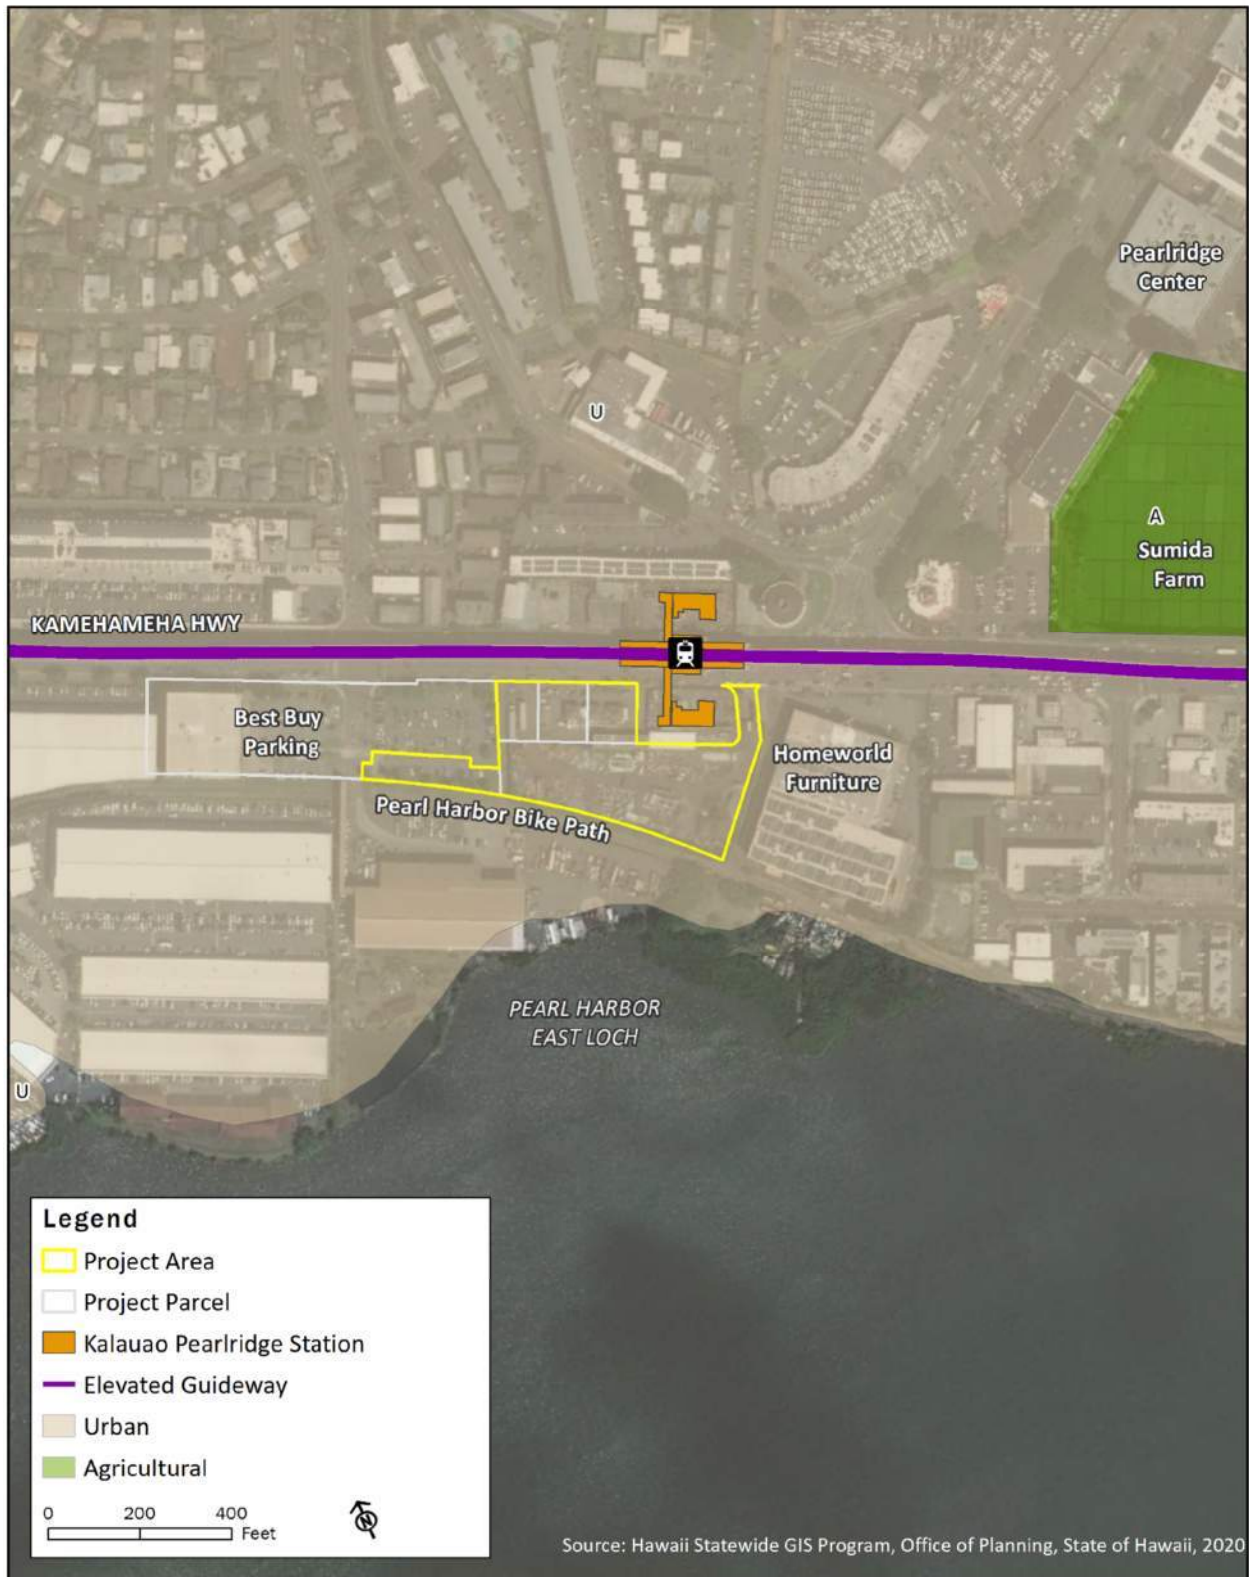 Pearlridge
Center
U
A
Sumida
Farm
KAMEHAMEHA HWY
Best Buy
Parking
Homeworld
Furniture
Pearl Harbor Bike Path
PEARL HARBOR
EAST LOCH
U
Legend
Project Area
Project Parcel
Kalauao Pearlridge Station
Elevated Guideway
Urban
Agricultural
0 200 400
Feet
N
Source: Hawaii Statewide GIS Program, Office of Planning, State of Hawaii, 2020